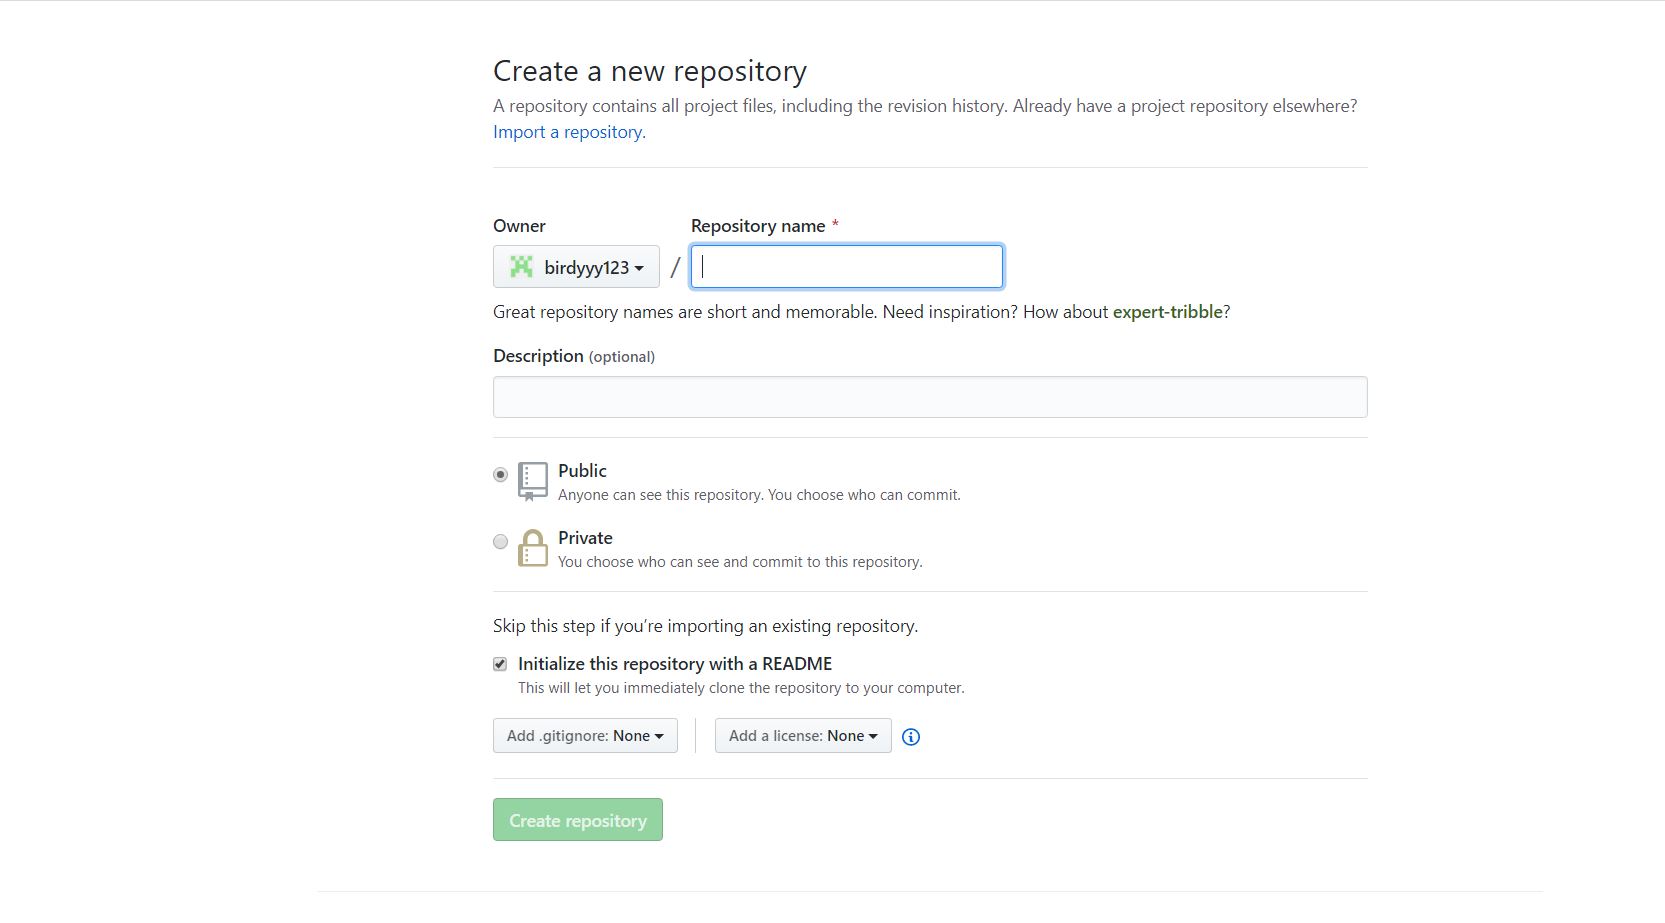 Create a new repository
A repository contains all project files, including the revision history. Already have a project repository elsewhere?
Import a repository.
Owner
Repository name *
birdyyy123 /
Great repository names are short and memorable. Need inspiration? How about expert-tribble?
Description (optional)
Public
Anyone can see this repository. You choose who can commit.
Private
You choose who can see and commit to this repository.
Skip this step if you’re importing an existing repository.
Initialize this repository with a README
This will let you immediately clone the repository to your computer.
Add .gitignore: None
Add a license: None
Create repository